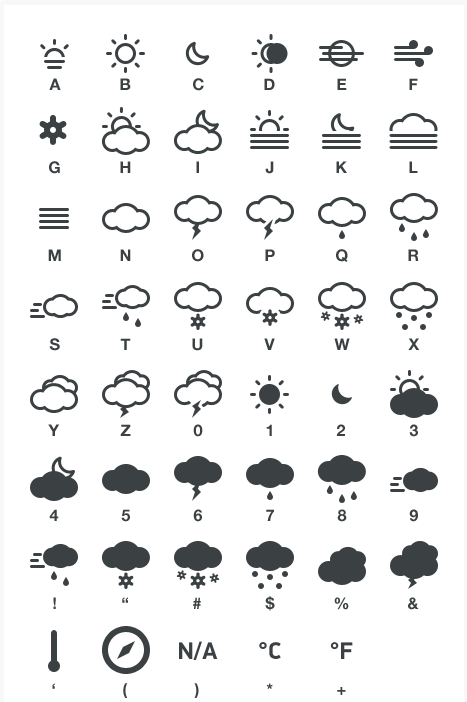 A B C D E F
G H I J K L
M N O P Q R
S T U V W X
Y Z 0 1 2 3
4 5 6 7 8 9
! “ # $ % &
N/A °C °F
‘ ( ) * +